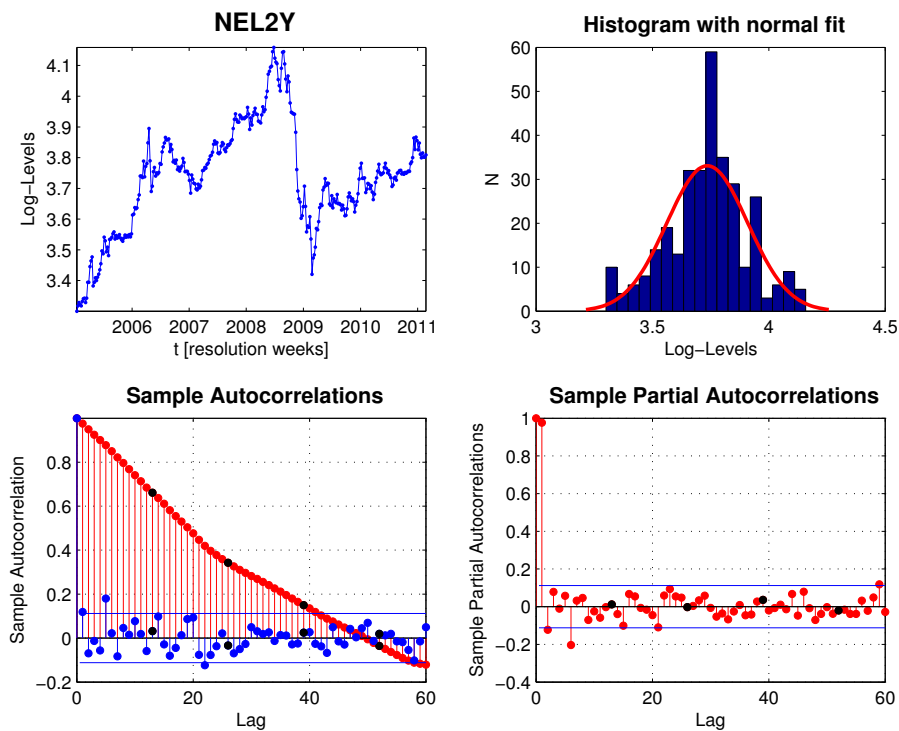 NEL2Y
Log-Levels
4.1
4
3.9
3.8
3.7
3.6
3.5
3.4
2006 2007 2008 2009 2010 2011
t [resolution weeks]
Histogram with normal fit
N
60
50
40
30
20
10
0
3 3.5 4 4.5
Log-Levels
Sample Autocorrelations
Sample Autocorrelation
0.8
0.6
0.4
0.2
0
−0.2
0 20 40 60
Lag
Sample Partial Autocorrelations
Sample Partial Autocorrelations
1
0.8
0.6
0.4
0.2
0
−0.2
−0.4
0 20 40 60
Lag